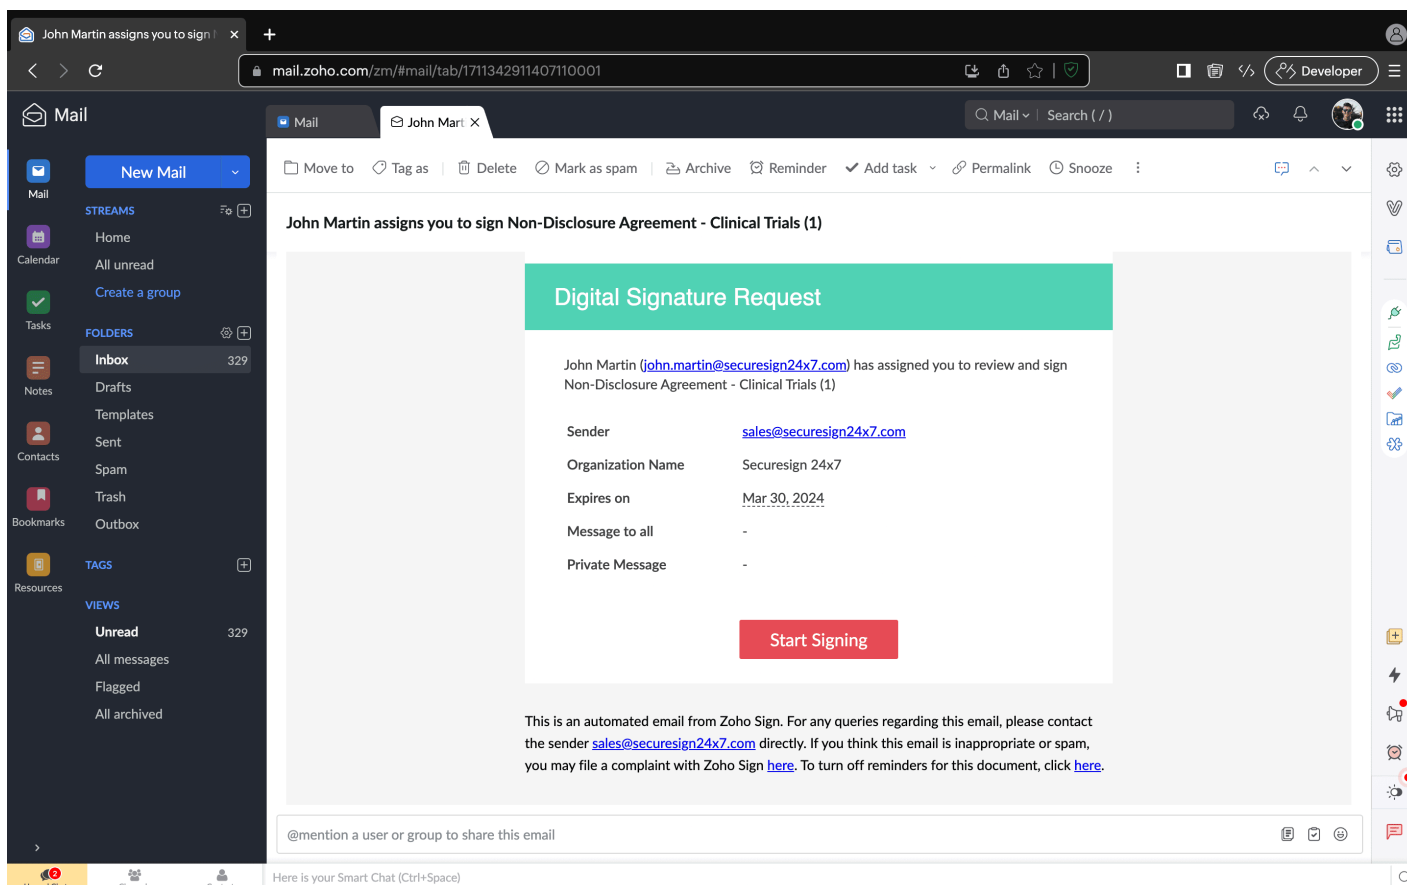 John Martin assigns you to sign
mail.zoho.com/zm/#mail/tab/1711342911407110001
Developer
Mail
Mail
John Mart
Mail
Search ( / )
Mail
Calendar
Tasks
Notes
Contacts
Bookmarks
Resources
New Mail
STREAMS
Home
All unread
Create a group
FOLDERS
Inbox 329
Drafts
Templates
Sent
Spam
Trash
Outbox
TAGS
VIEWS
Unread 329
All messages
Flagged
All archived
Move to Tag as Delete Mark as spam Archive Reminder Add task Permalink Snooze
John Martin assigns you to sign Non-Disclosure Agreement - Clinical Trials (1)
Digital Signature Request
John Martin (john.martin@securesign24x7.com) has assigned you to review and sign
Non-Disclosure Agreement - Clinical Trials (1)
Sender sales@securesign24x7.com
Organization Name Securesign 24x7
Expires on Mar 30, 2024
Message to all -
Private Message -
Start Signing
This is an automated email from Zoho Sign. For any queries regarding this email, please contact
the sender sales@securesign24x7.com directly. If you think this email is inappropriate or spam,
you may file a complaint with Zoho Sign here. To turn off reminders for this document, click here.
@mention a user or group to share this email
2
Here is your Smart Chat (Ctrl+Space)